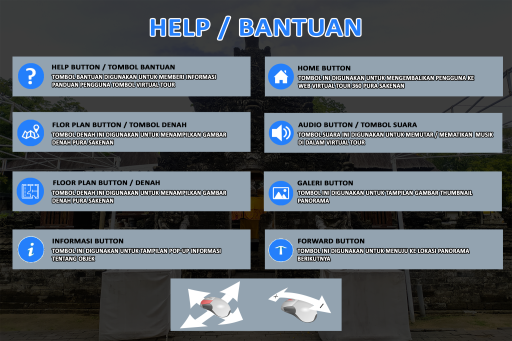 HELP / BANTUAN
HELP BUTTON / TOMBOL BANTUAN
TOMBOL BANTUAN DIGUNAKAN UNTUK MEMBERI INFORMASI
PANDUAN PENGGUNA TOMBOL VIRTUAL TOUR
FLOR PLAN BUTTON / TOMBOL DENAH
TOMBOL DENAH INI DIGUNAKAN UNTUK MENAMPILKAN GAMBAR
DENAH PURA SAKENAN
FLOOR PLAN BUTTON / DENAH
TOMBOL DENAH INI DIGUNAKAN UNTUK MENAMPILKAN GAMBAR
DENAH PURA SAKENAN
INFORMASI BUTTON
TOMBOL INI DIGUNAKAN UNTUK TAMPILAN POP-UP INFORMASI
TENTANG OBJEK
HOME BUTTON
TOMBOL INI DIGUNAKAN UNTUK MENGEMBALIKAN PENGGUNA KE
WEB VIRTUAL TOUR 360 PURA SAKENAN
AUDIO BUTTON / TOMBOL SUARA
TOMBOL SUARA INI DIGUNAKAN UNTUK MEMUTAR / MEMATIKAN MUSIK
DI DALAM VIRTUAL TOUR
GALERI BUTTON
TOMBOL INI DIGUNAKAN UNTUK TAMPILAN GAMBAR THUMBNAIL
PANORAMA
FORWARD BUTTON
TOMBOL INI DIGUNAKAN UNTUK MENUJU KE LOKASI PANORAMA
BERIKUTNYA